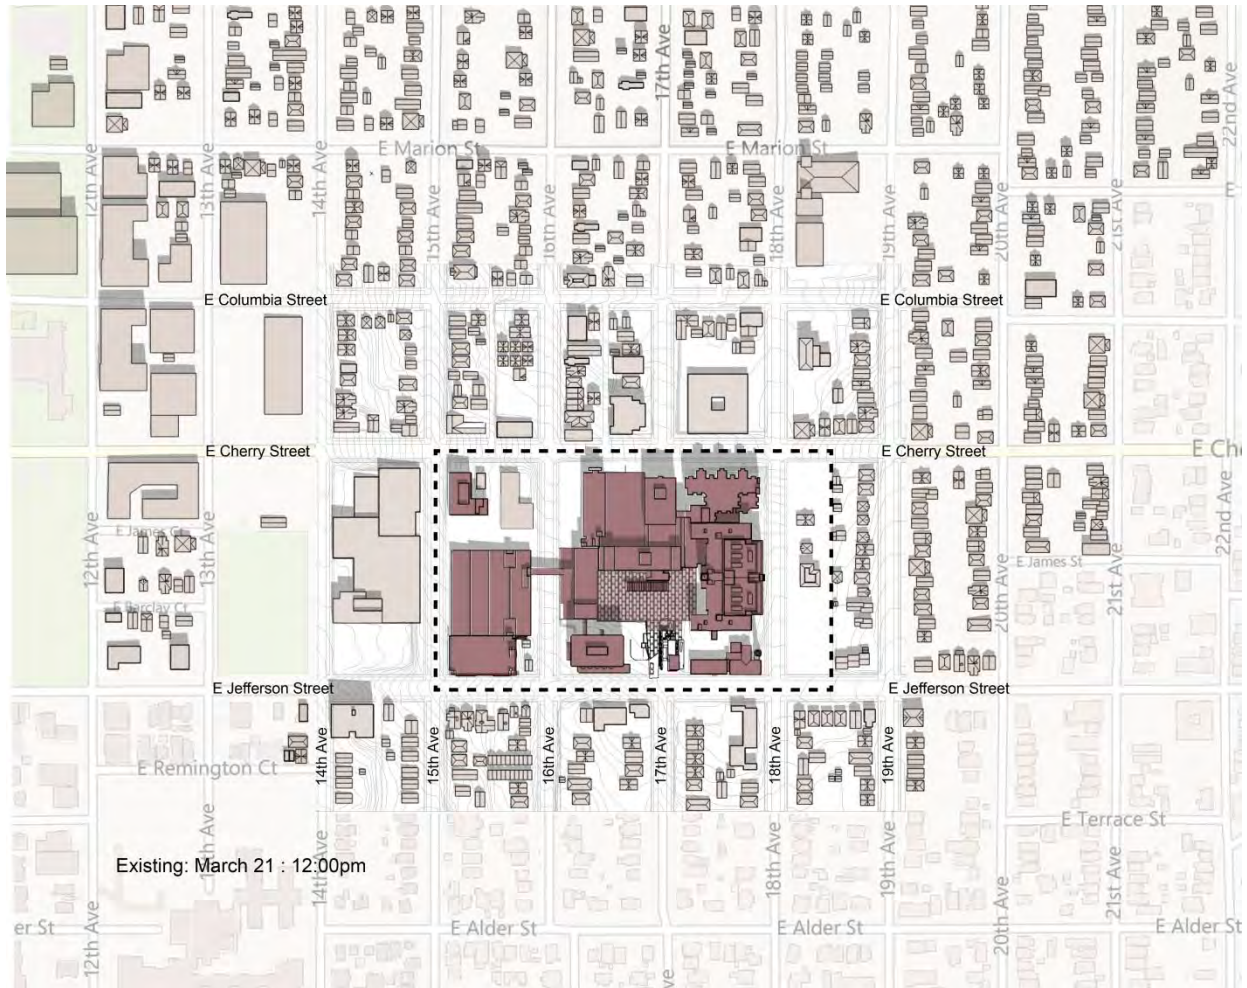 17th Ave
22nd Ave
E Marion St
E Marion St
12th Ave
13th Ave
14th Ave
15th Ave
16th Ave
18th Ave
19th Ave
20th Ave
21st Ave
E Columbia Street
E Columbia Street
E Cherry Street
E Cherry Street
E Che
12th Ave
E James Ct
13th Ave
E Barclay Ct
E James St
20th Ave
21st Ave
22nd Ave
E Jefferson Street
E Jefferson Street
14th Ave
15th Ave
16th Ave
17th Ave
18th Ave
19th Ave
E Remington Ct
E Terrace St
Existing: March 21 : 12:00pm
14th Ave
18th Ave
19th Ave
21st Ave
er St
E Alder St
E Alder St
E Alder St
12th Ave
20th Ave
ve